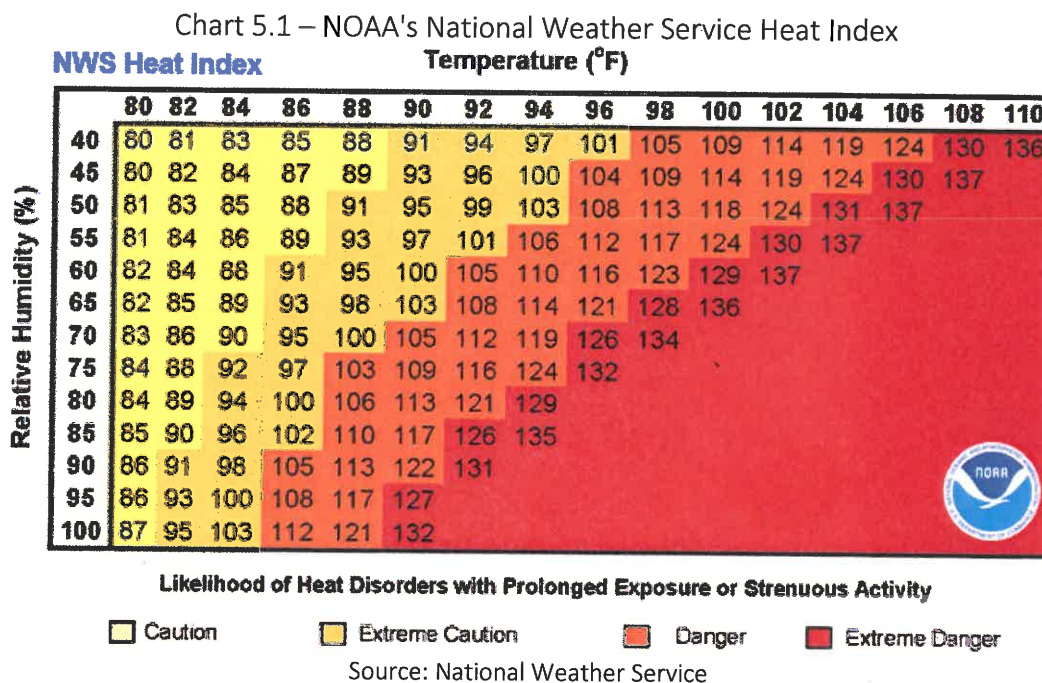 Chart 5.1 – NOAA's National Weather Service Heat Index
NWS Heat Index Temperature (°F)
80 82 84 86 88 90 92 94 96 98 100 102 104 106 108 110
Relative Humidity (%)
40 80 81 83 85 88 91 94 97 101 105 109 114 119 124 130 136
45 80 82 84 87 89 93 96 100 104 109 114 119 124 130 137
50 81 83 85 88 91 95 99 103 108 113 118 124 131 137
55 81 84 86 89 93 97 101 106 112 117 124 130 137
60 82 84 88 91 95 100 105 110 116 123 129 137
65 82 85 89 93 98 103 108 114 121 128 136
70 83 86 90 95 100 105 112 119 126 134
75 84 88 92 97 103 109 116 124 132
80 84 89 94 100 106 113 121 129
85 85 90 96 102 110 117 126 135
90 86 91 98 105 113 122 131
95 86 93 100 108 117 127
100 87 95 103 112 121 132
NOAA
Likelihood of Heat Disorders with Prolonged Exposure or Strenuous Activity
Caution Extreme Caution Danger Extreme Danger
Source: National Weather Service